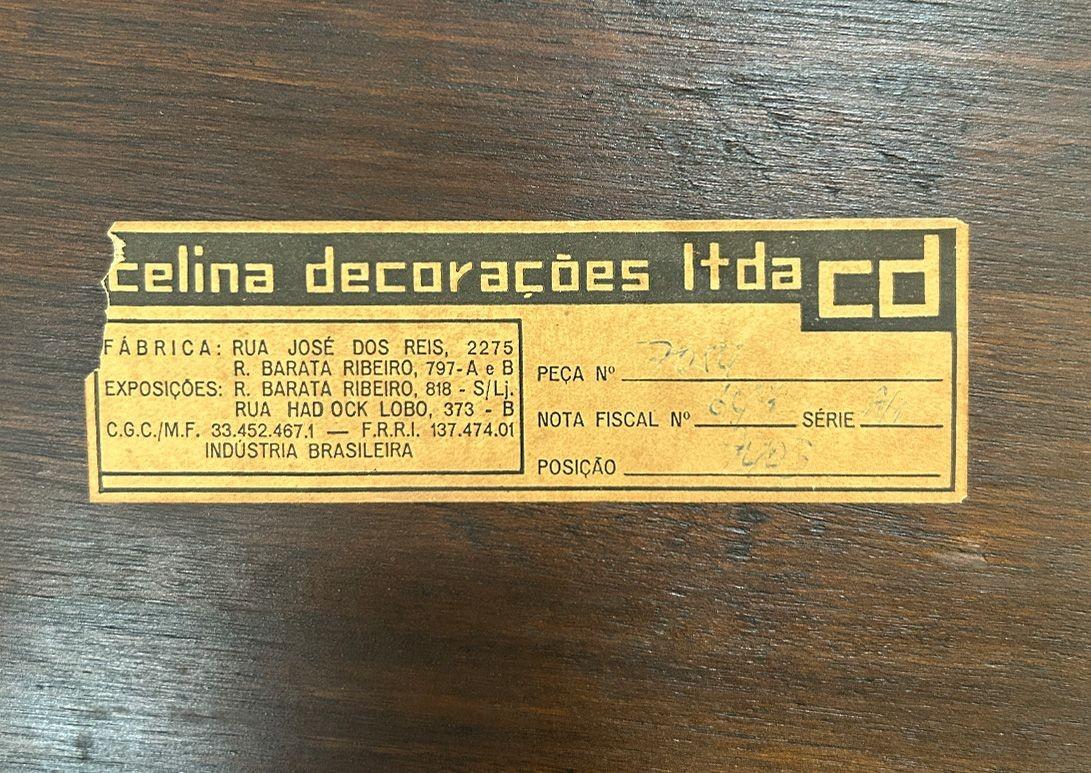 celina decorações ltda cd
FÁBRICA: RUA JOSÉ DOS REIS, 2275
R. BARATA RIBEIRO, 797-A e B
EXPOSIÇÕES: R. BARATA RIBEIRO, 818 - S/Lj.
RUA HAD OCK LOBO, 373 - B
C.G.C./M.F. 33.452.467.1 — F.R.R.I. 137.474.01
INDÚSTRIA BRASILEIRA
PEÇA Nº
NOTA FISCAL Nº SÉRIE
POSIÇÃO